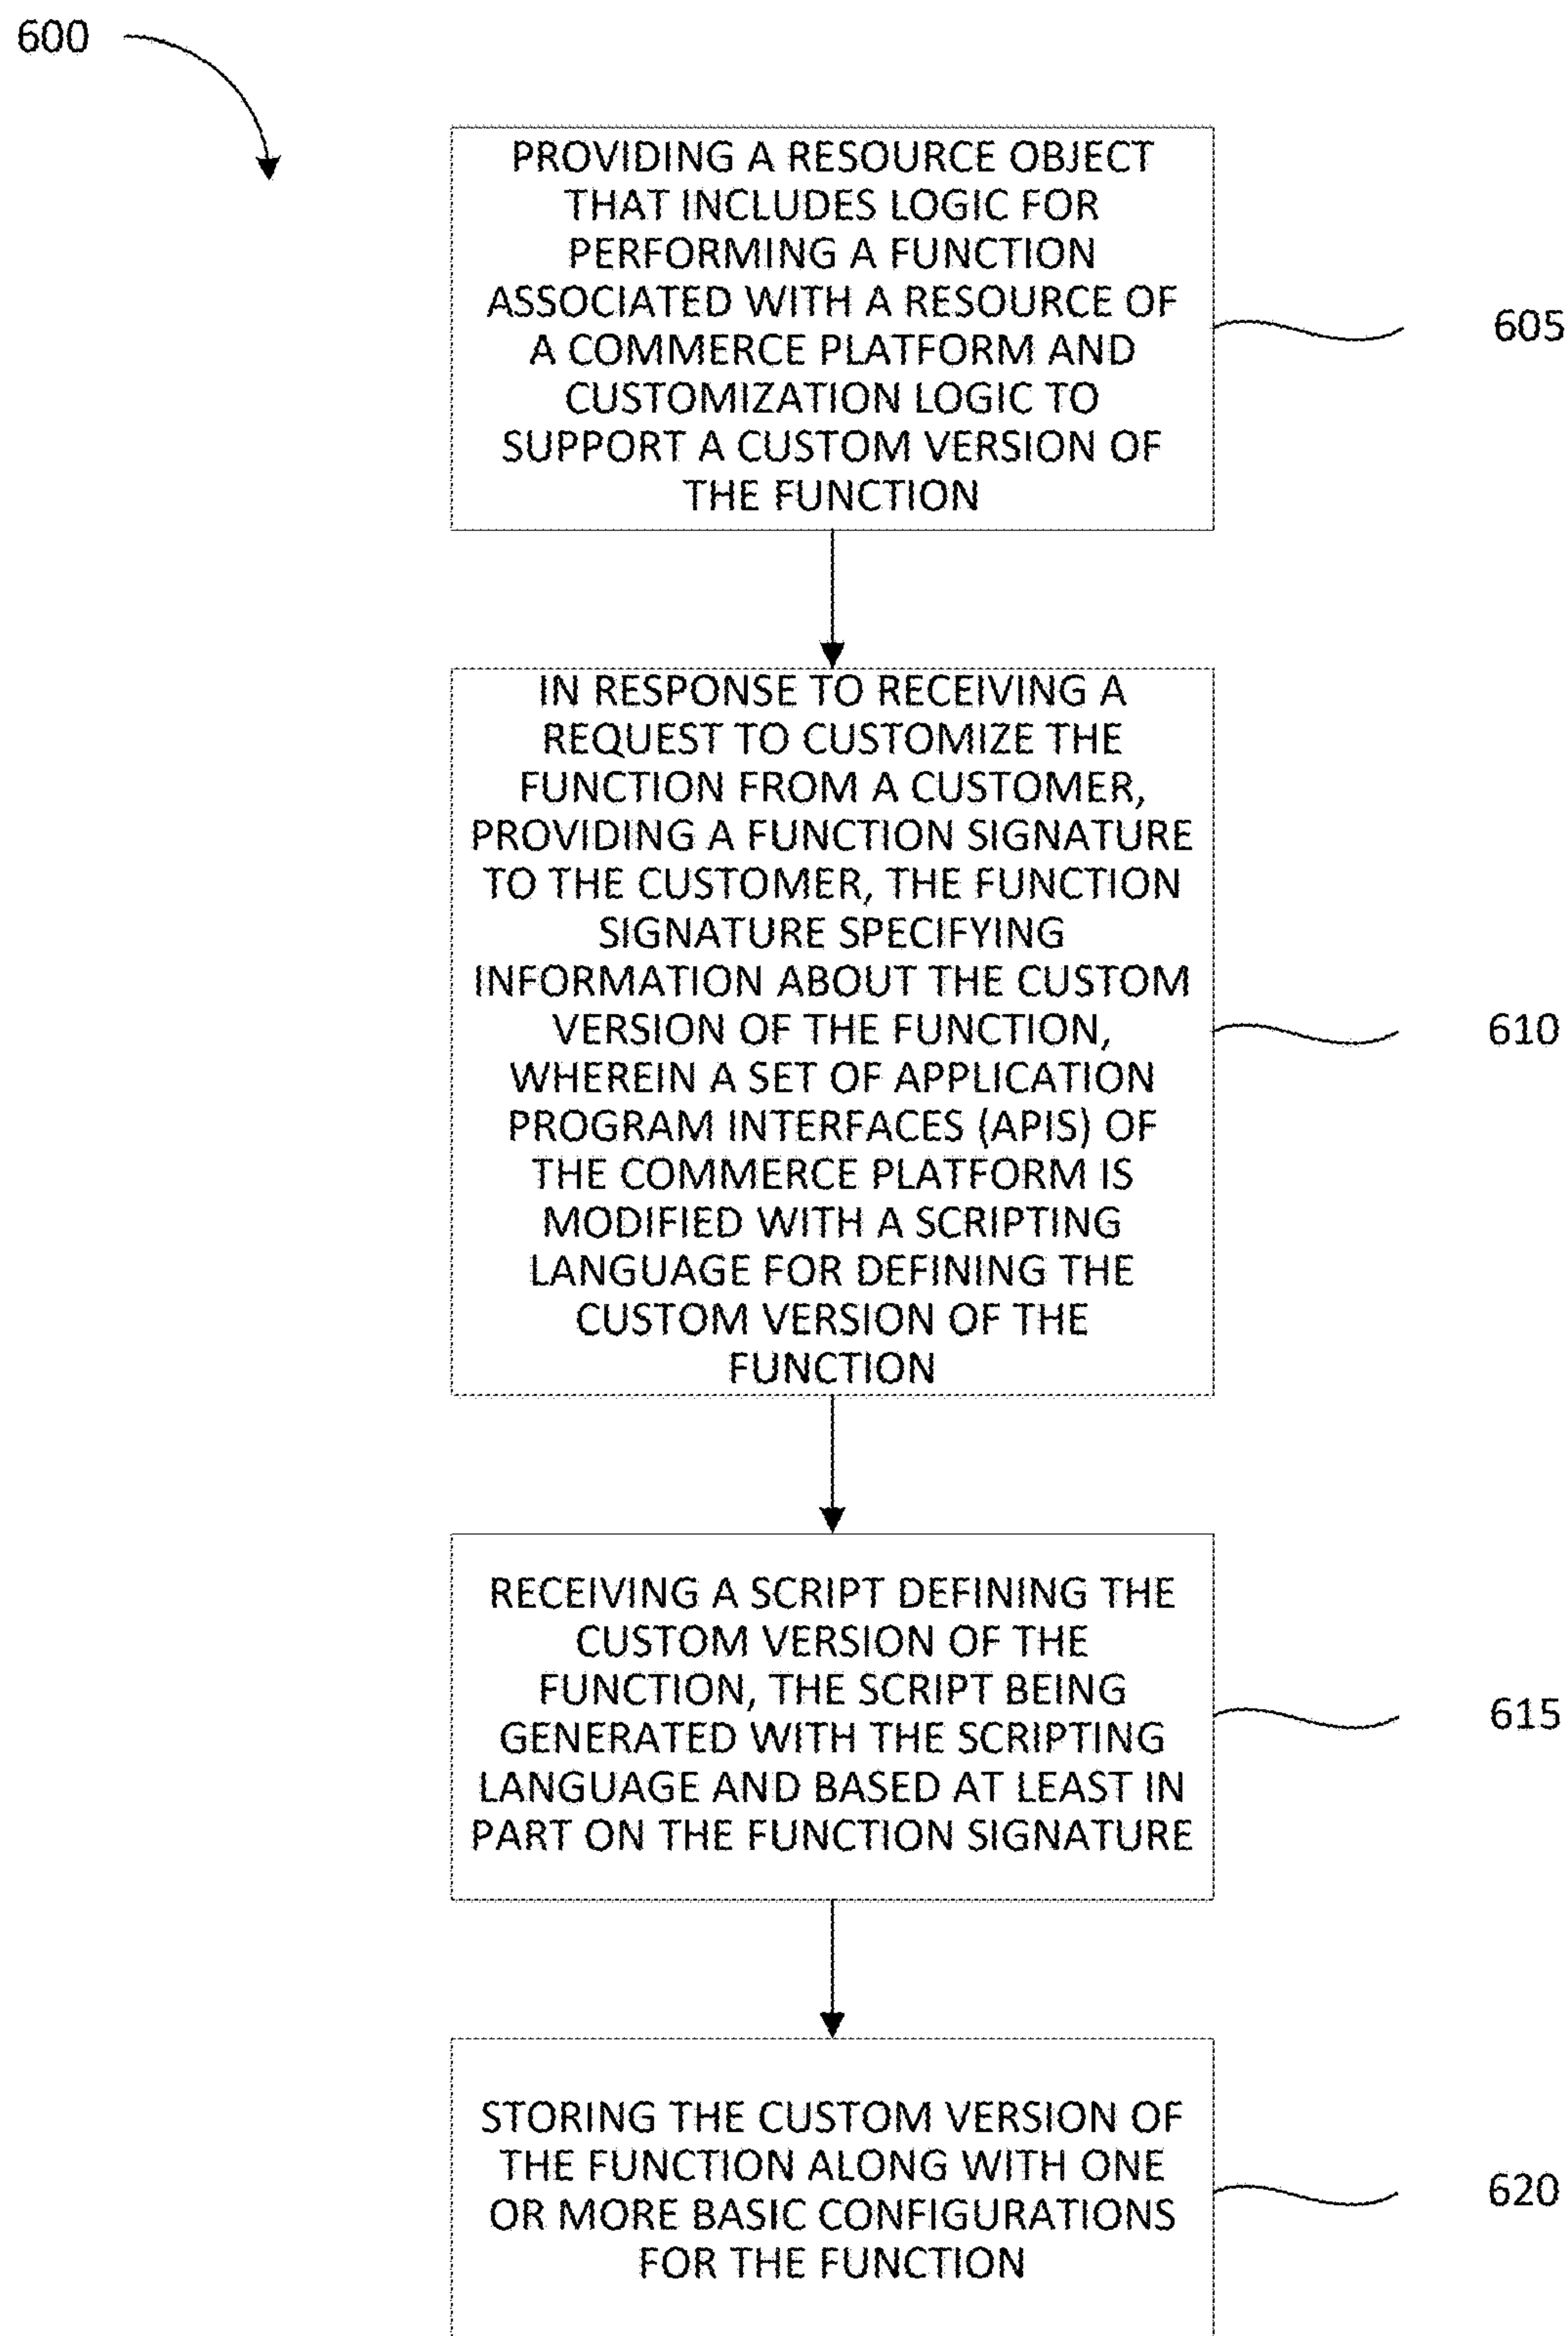 600
PROVIDING A RESOURCE OBJECT
THAT INCLUDES LOGIC FOR
PERFORMING A FUNCTION
ASSOCIATED WITH A RESOURCE OF
A COMMERCE PLATFORM AND
CUSTOMIZATION LOGIC TO
SUPPORT A CUSTOM VERSION OF
THE FUNCTION
605
IN RESPONSE TO RECEIVING A
REQUEST TO CUSTOMIZE THE
FUNCTION FROM A CUSTOMER,
PROVIDING A FUNCTION SIGNATURE
TO THE CUSTOMER, THE FUNCTION
SIGNATURE SPECIFYING
INFORMATION ABOUT THE CUSTOM
VERSION OF THE FUNCTION,
WHEREIN A SET OF APPLICATION
PROGRAM INTERFACES (APIS) OF
THE COMMERCE PLATFORM IS
MODIFIED WITH A SCRIPTING
LANGUAGE FOR DEFINING THE
CUSTOM VERSION OF THE
FUNCTION
610
RECEIVING A SCRIPT DEFINING THE
CUSTOM VERSION OF THE
FUNCTION, THE SCRIPT BEING
GENERATED WITH THE SCRIPTING
LANGUAGE AND BASED AT LEAST IN
PART ON THE FUNCTION SIGNATURE
615
STORING THE CUSTOM VERSION OF
THE FUNCTION ALONG WITH ONE
OR MORE BASIC CONFIGURATIONS
FOR THE FUNCTION
620